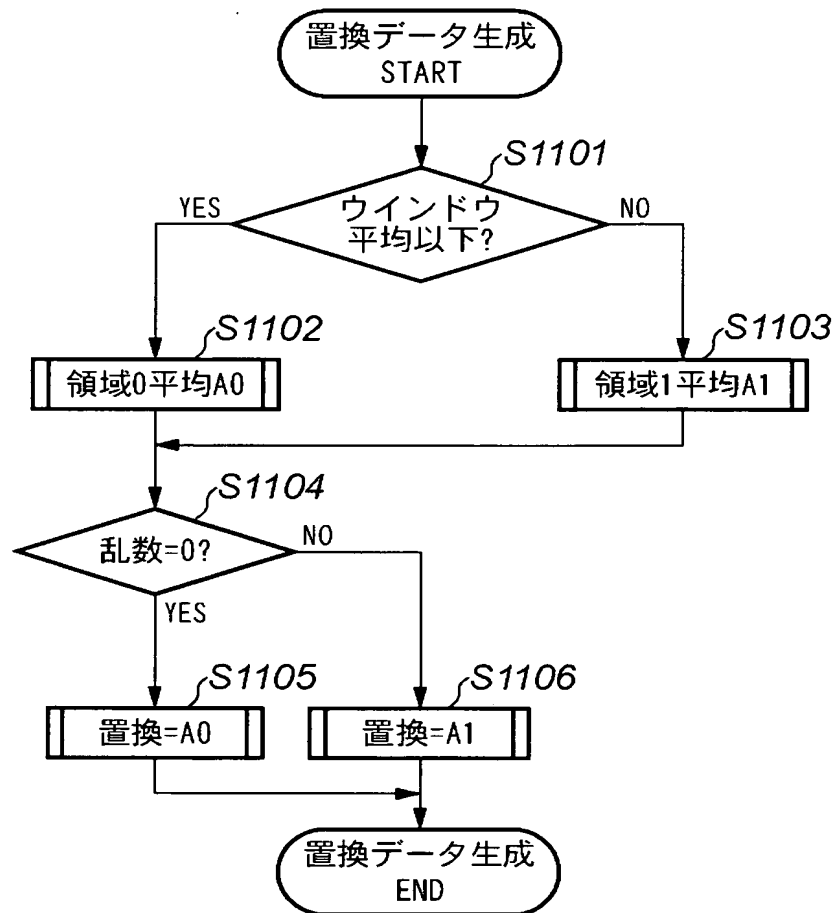 置換データ生成
START
S1101
ウインドウ
平均以下?
YES
NO
S1102
領域0平均A0
S1103
領域1平均A1
S1104
乱数=0?
NO
YES
S1105
置換=A0
S1106
置換=A1
置換データ生成
END